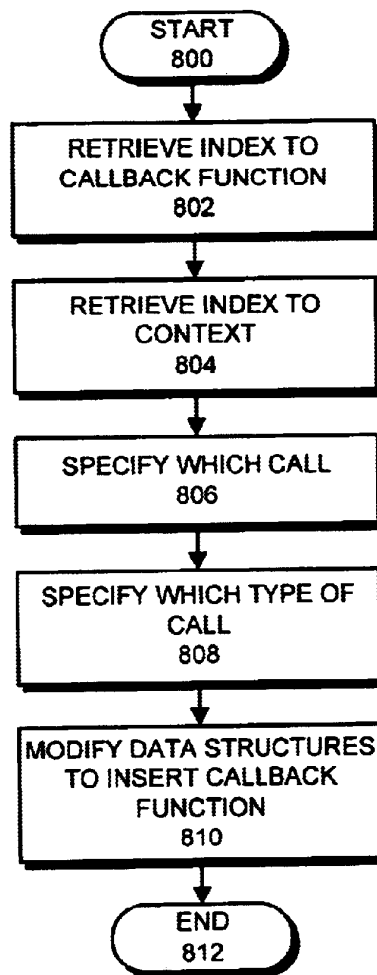 START
800
RETRIEVE INDEX TO
CALLBACK FUNCTION
802
RETRIEVE INDEX TO
CONTEXT
804
SPECIFY WHICH CALL
806
SPECIFY WHICH TYPE OF
CALL
808
MODIFY DATA STRUCTURES
TO INSERT CALLBACK
FUNCTION
810
END
812